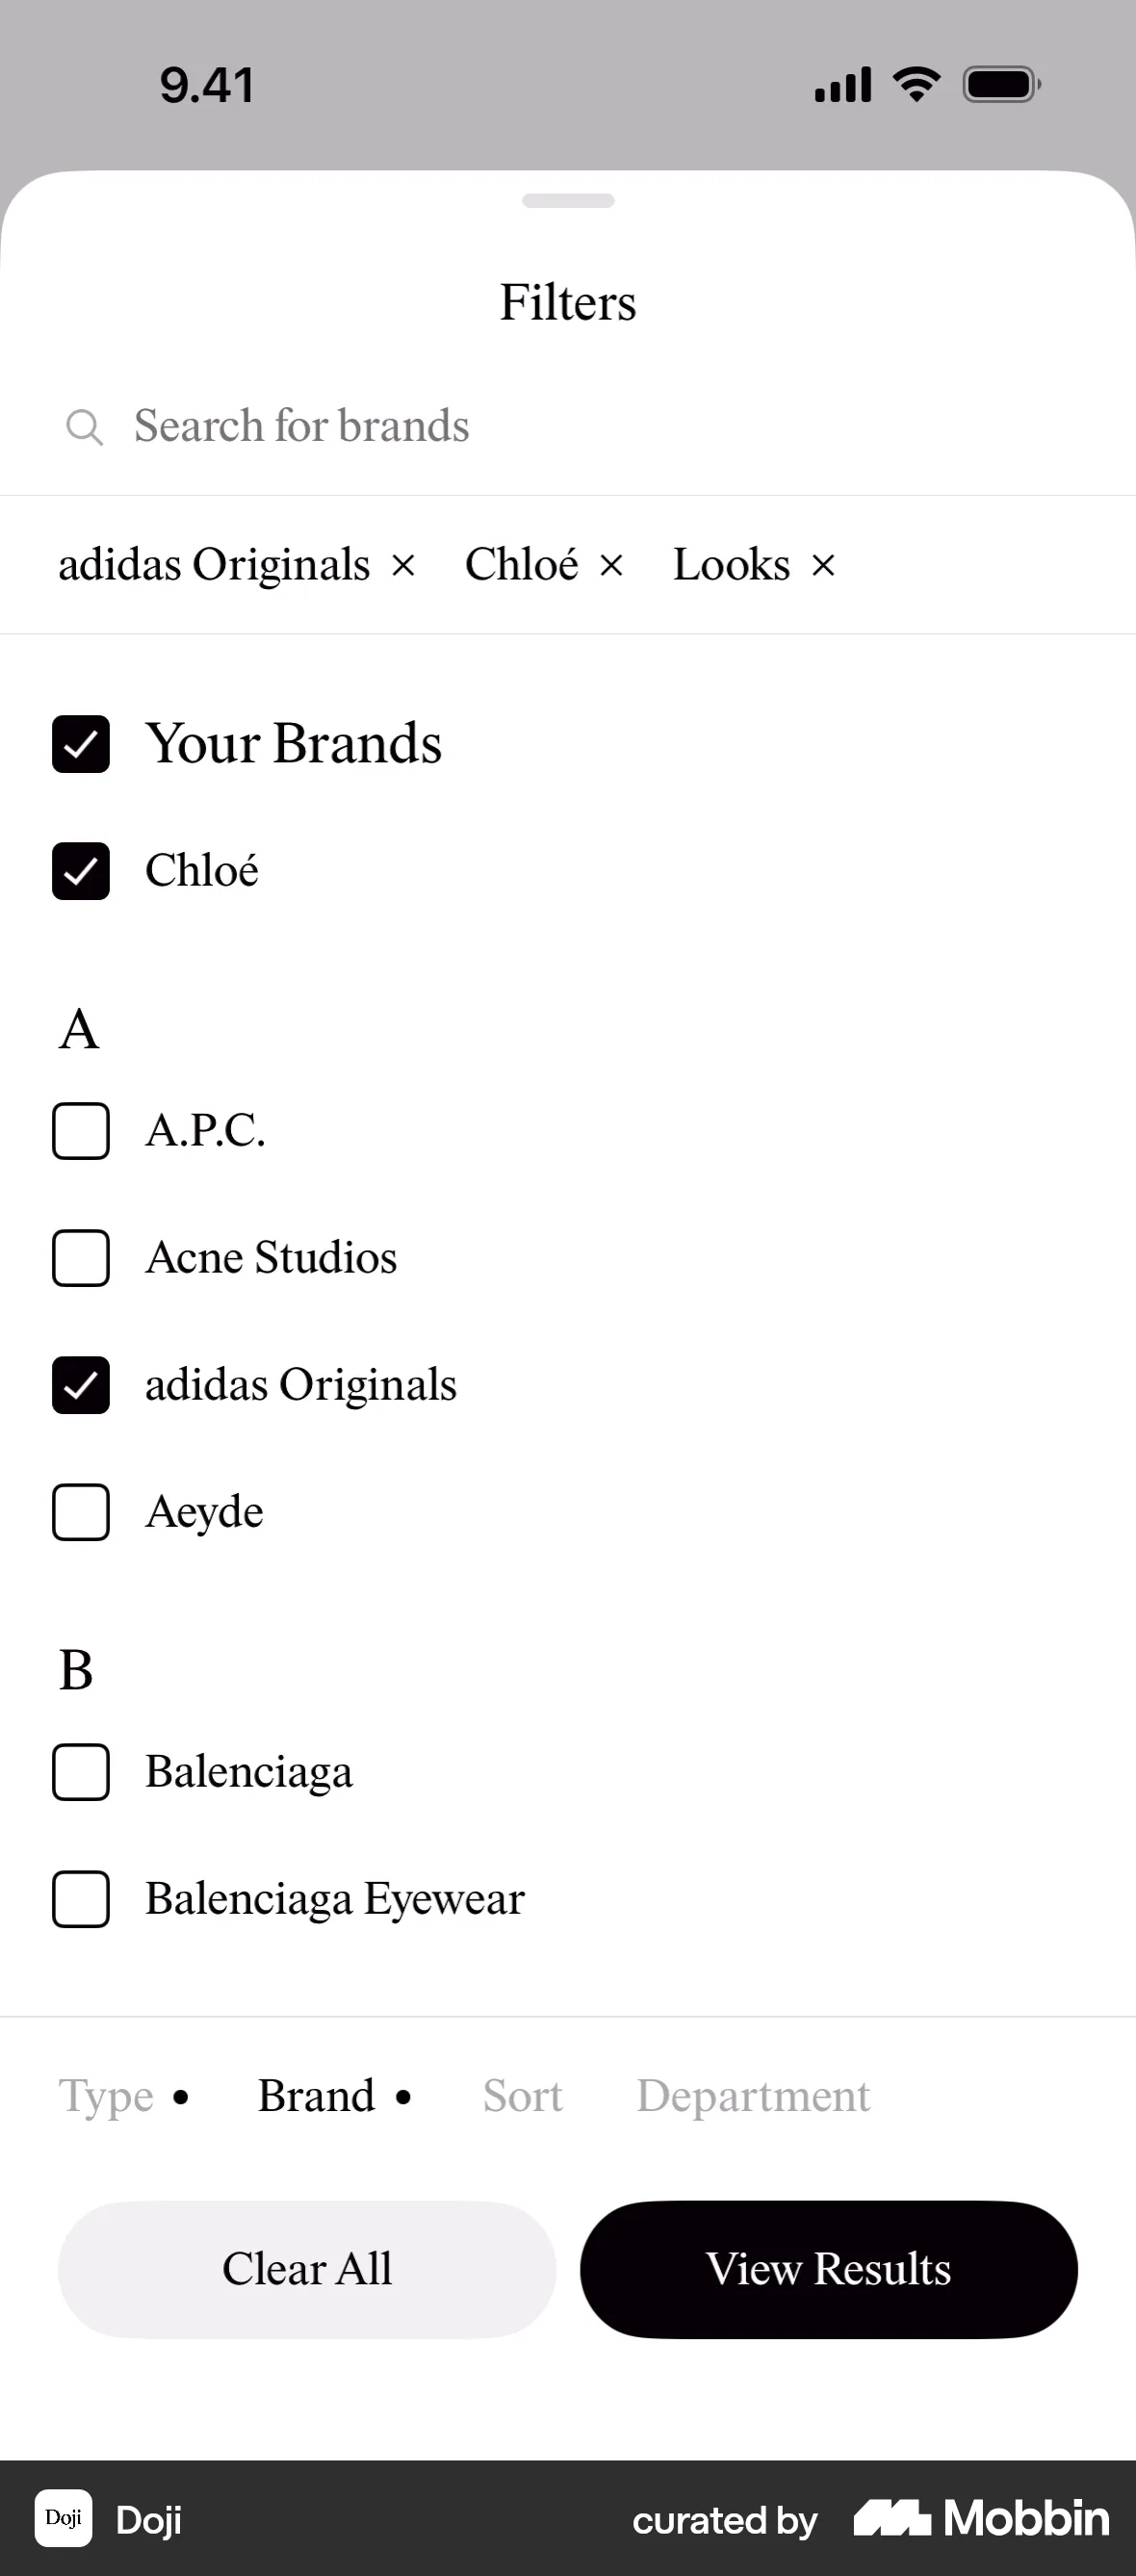 9.41
Filters
Search for brands
adidas Originals × Chloé × Looks ×
Your Brands
Chloé
A
A.P.C.
Acne Studios
adidas Originals
Aeyde
B
Balenciaga
Balenciaga Eyewear
Type • Brand • Sort Department
Clear All View Results
Doji Doji curated by Mobbin